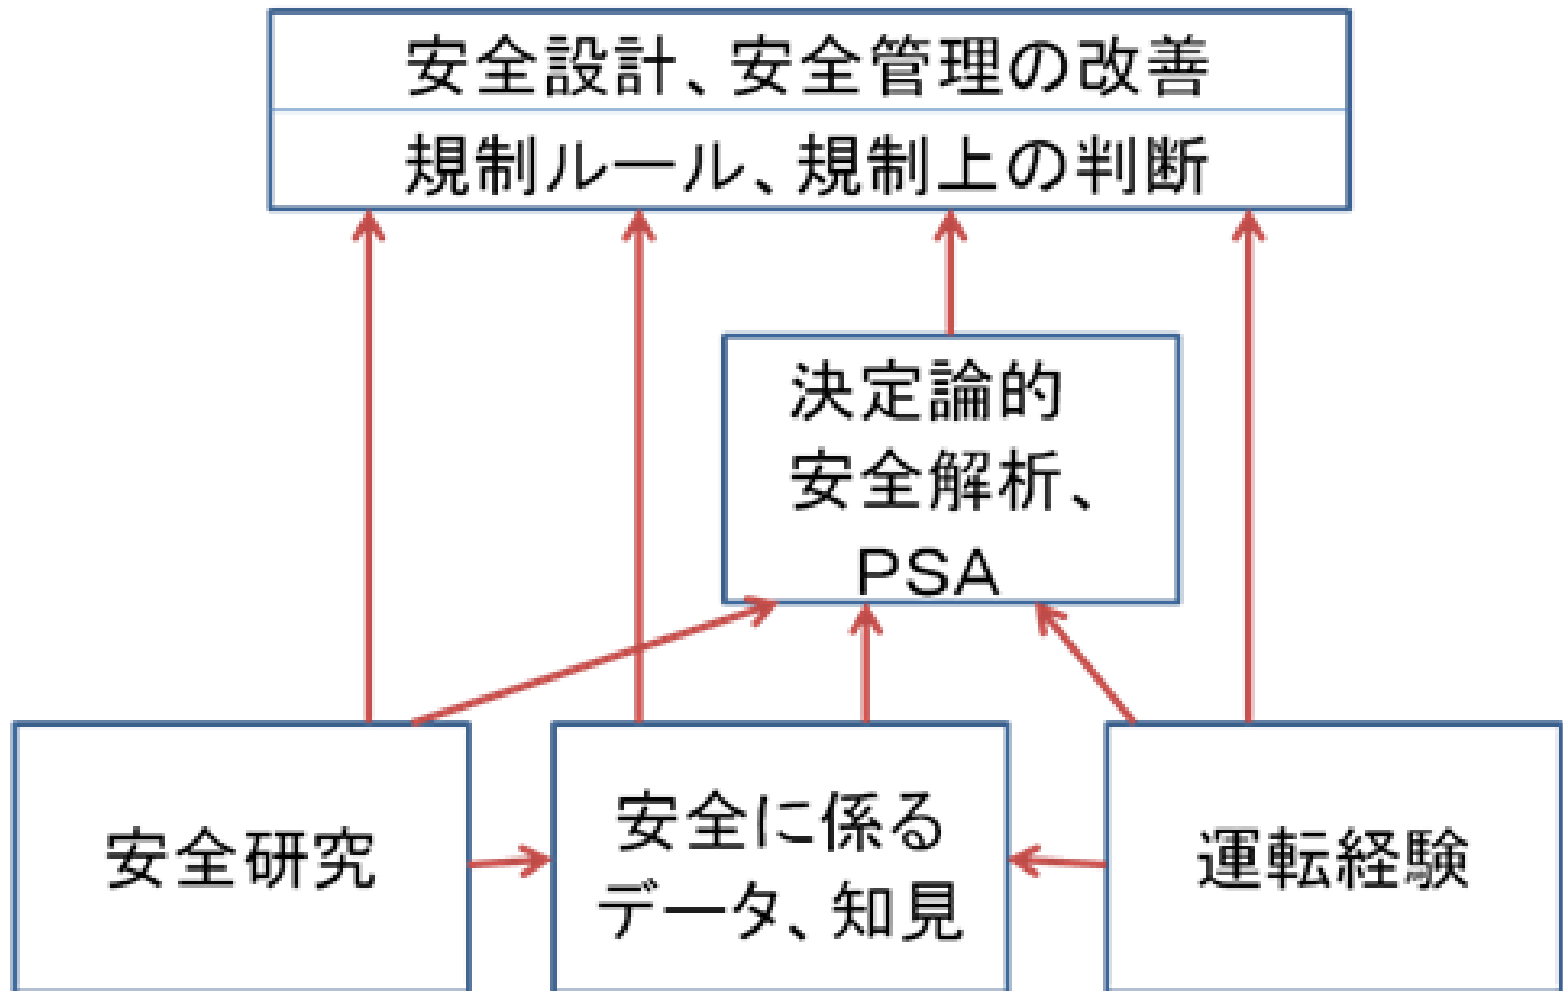 安全設計、安全管理の改善
規制ルール、規制上の判断
決定論的
安全解析、
PSA
安全研究
安全に係る
データ、知見
運転経験